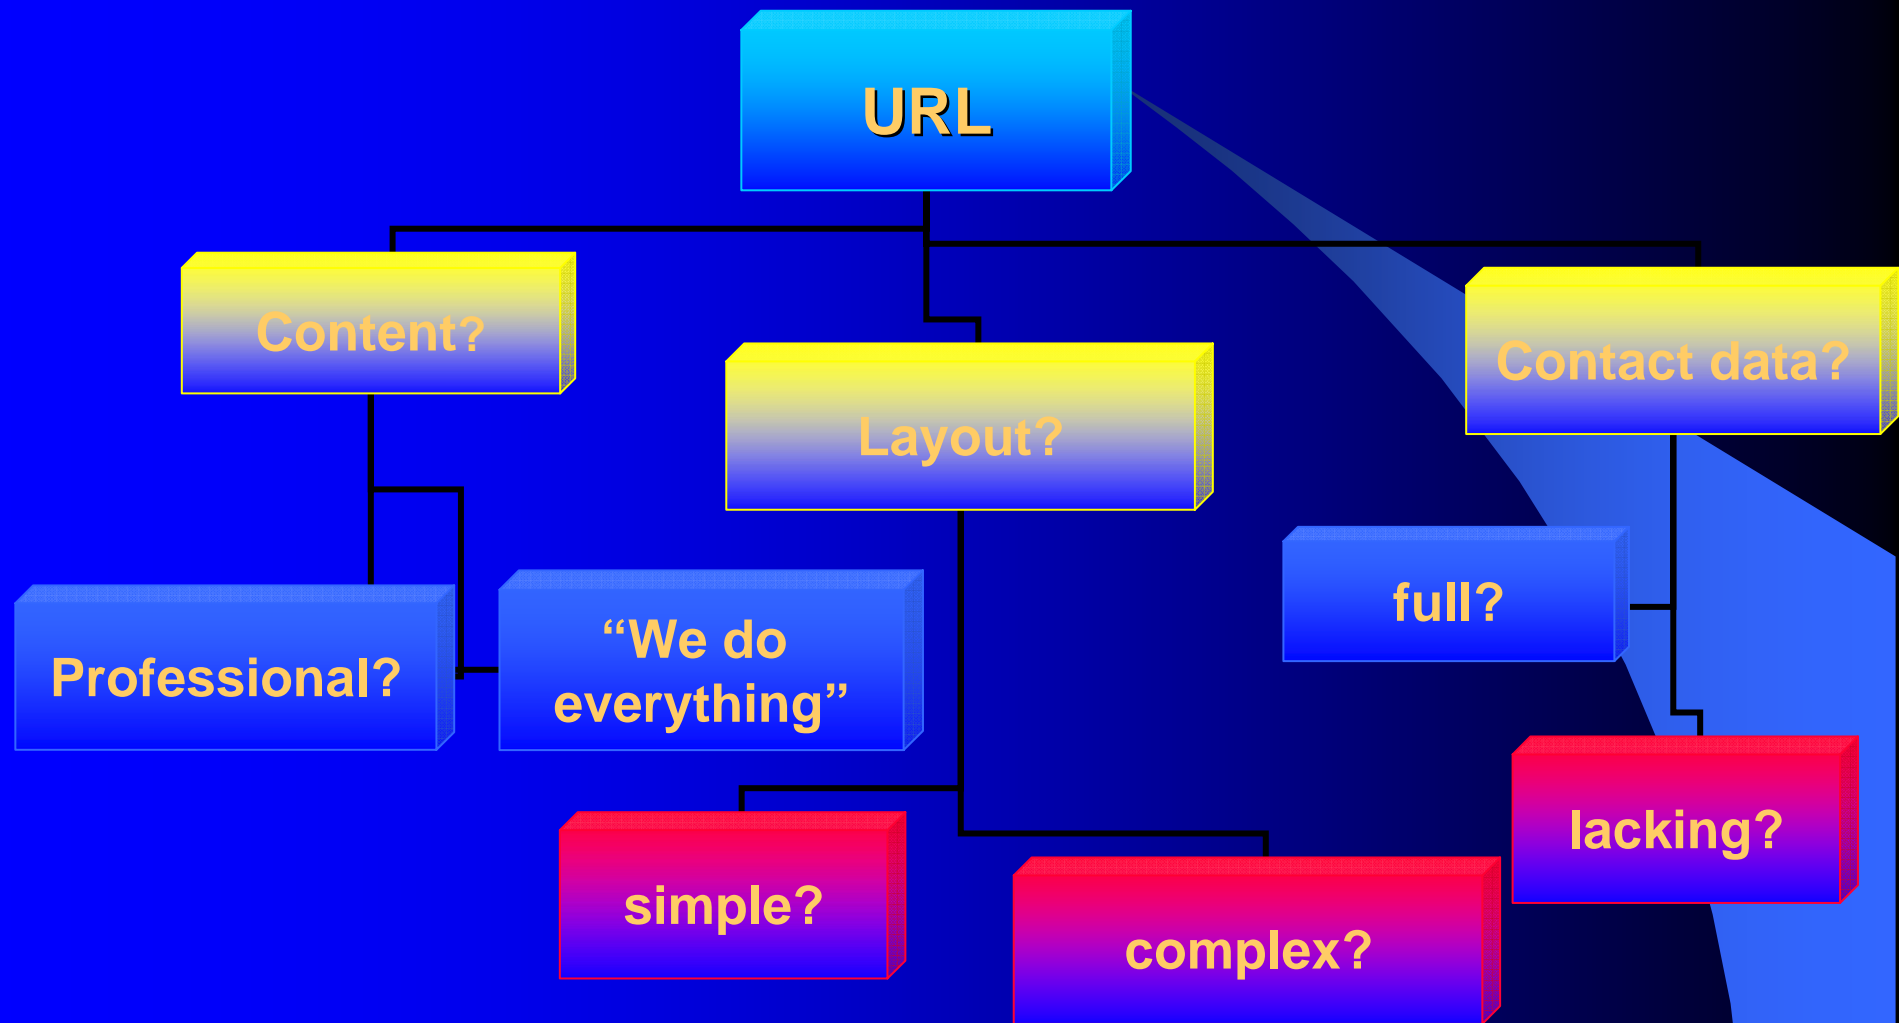 URL
Content?
Layout?
Contact data?
Professional?
“We do
everything”
full?
simple?
complex?
lacking?